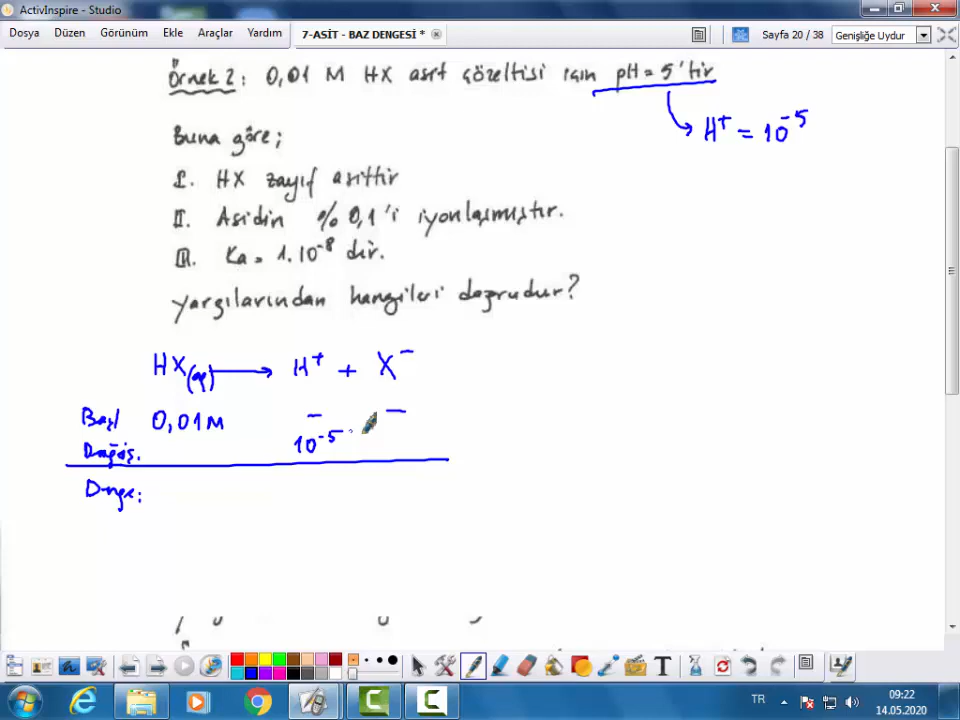 ActivInspire - Studio
Dosya Düzen Görünüm Ekle Araçlar Yardım 7-ASİT - BAZ DENGESİ * Sayfa 20 / 38 Genişliğe Uydur
Örnek 2: 0,01 M HX asit çözeltisi için pH = 5'tir
H+ = 10-5
Buna göre;
I. HX zayıf asittir
II. Asidin % 0,1'i iyonlaşmıştır.
III. Ka = 1.10-8 dir.
yargılarından hangileri doğrudur?
HX(aq) → H+ + X-
Başl 0,01M - -
Değiş. 10-5
Denge:
TR 09:22
14.05.2020